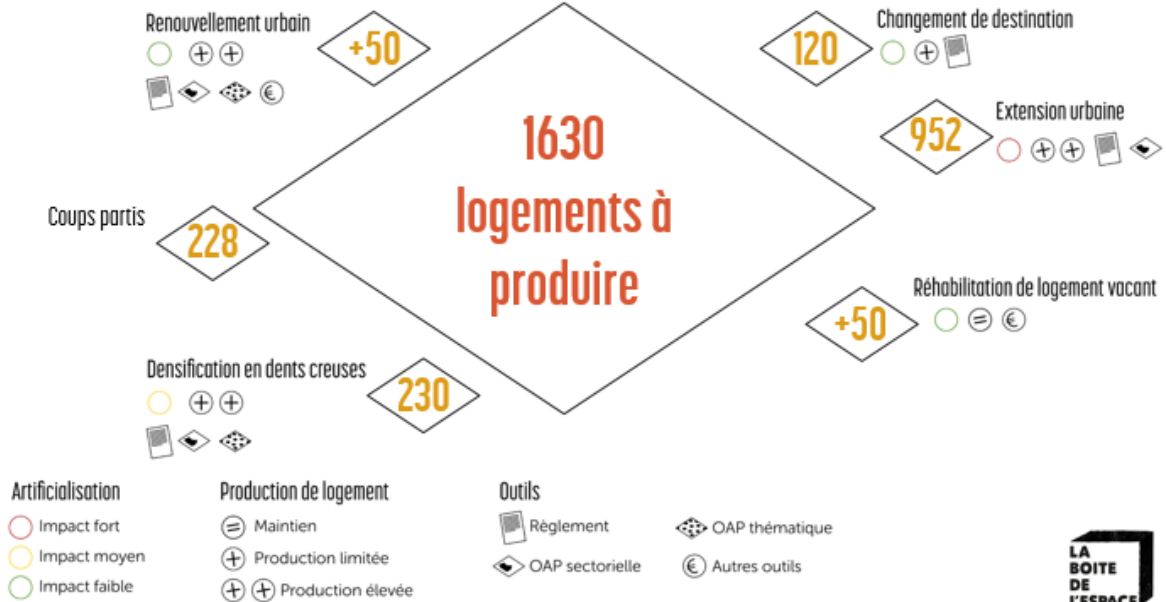 Renouvellement urbain
+50
Changement de destination
120
Extension urbaine
952
1630
logements à
produire
Coups partis
228
Réhabilitation de logement vacant
+50
Densification en dents creuses
230
Artificialisation
Impact fort
Impact moyen
Impact faible
Production de logement
Maintien
Production limitée
Production élevée
Outils
Règlement
OAP thématique
OAP sectorielle
Autres outils
LA
BOITE
DE
L'ESPACE